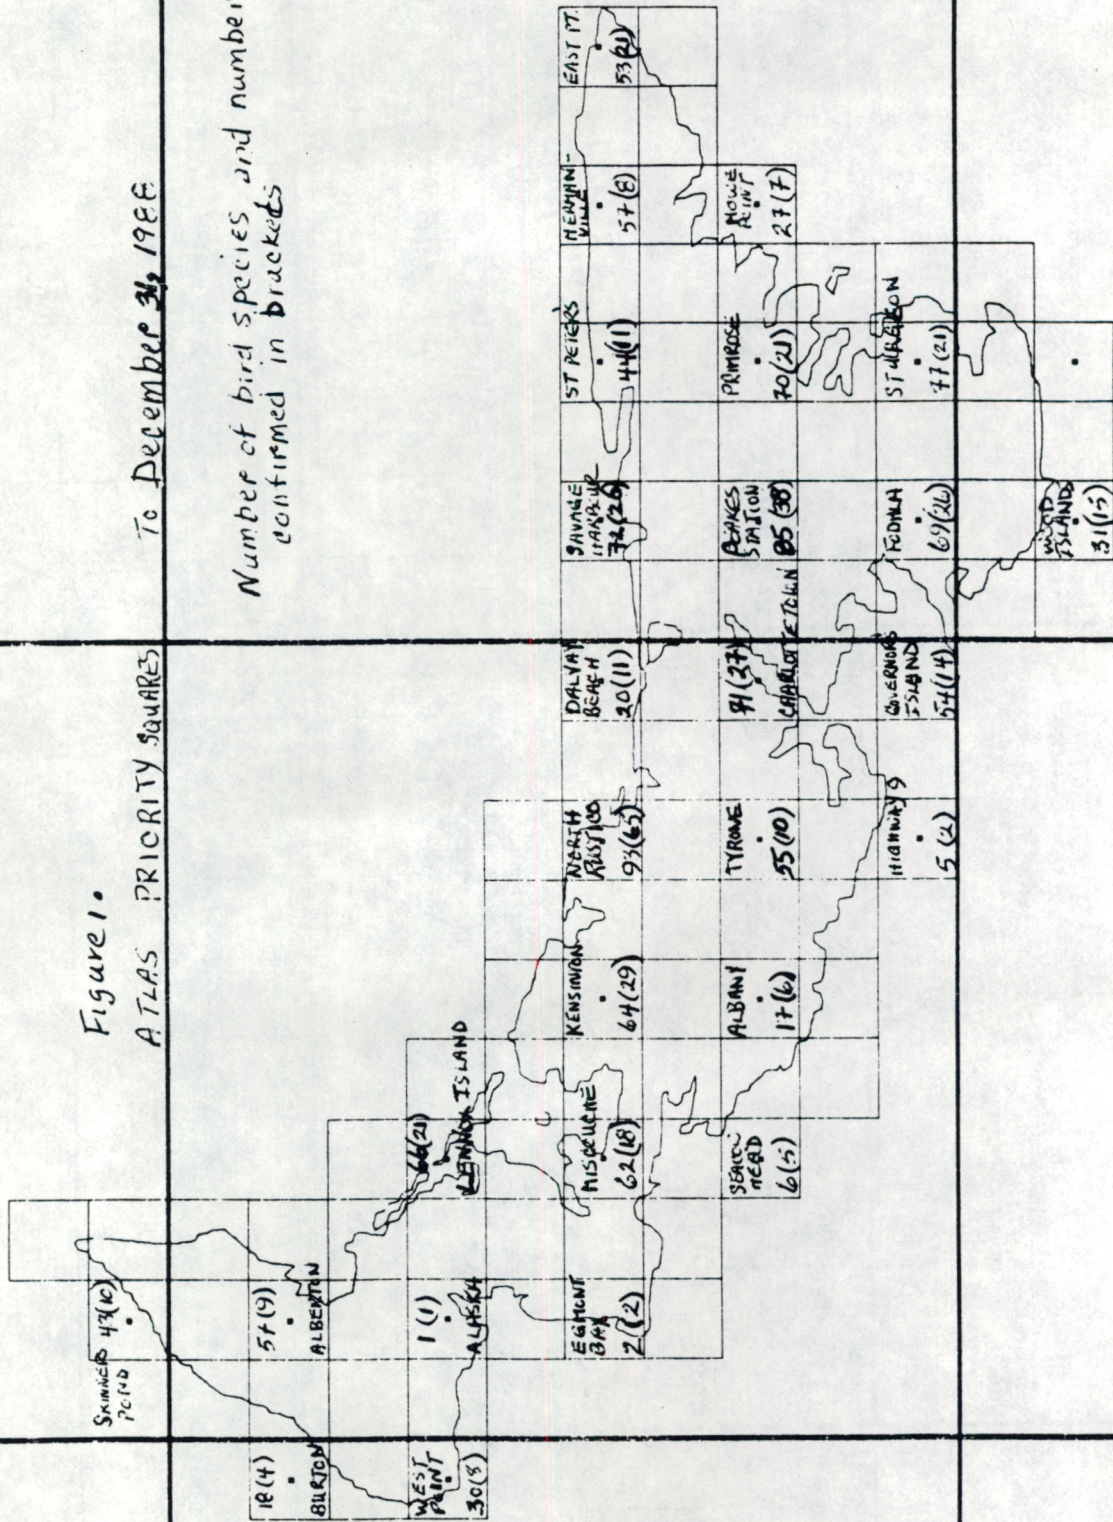 Figure 1.
ATLAS PRIORITY SQUARES
To December 31, 1988
Number of bird species and number
confirmed in brackets
SKINNERS
POND
43(10)
18(4)
BURTON
57(9)
ALBERTON
WEST
POINT
30(8)
1(1)
ALASKA
66(21)
LENNOX ISLAND
EGMONT
BAY
2(2)
MISCOUCHE
62(18)
KENSINGTON
64(29)
NORTH
RUSTICO
93(65)
DALVAY
BEACH
20(11)
SAVAGE
HARBOUR
72(26)
ST PETERS
44(11)
HERMAN-
VILLE
57(8)
EAST PT.
53(21)
SEACOW
HEAD
6(5)
ALBANY
17(6)
TYRONE
55(10)
(27)
CHARLOTTETOWN
PEAKES
STATION
85(38)
PRIMROSE
70(21)
HOWE
POINT
27(7)
HIGHWAY 9
5(2)
GOVERNORS
ISLAND
54(14)
FODHLA
69(26)
STURGEON
77(21)
WOOD
ISLANDS
31(15)